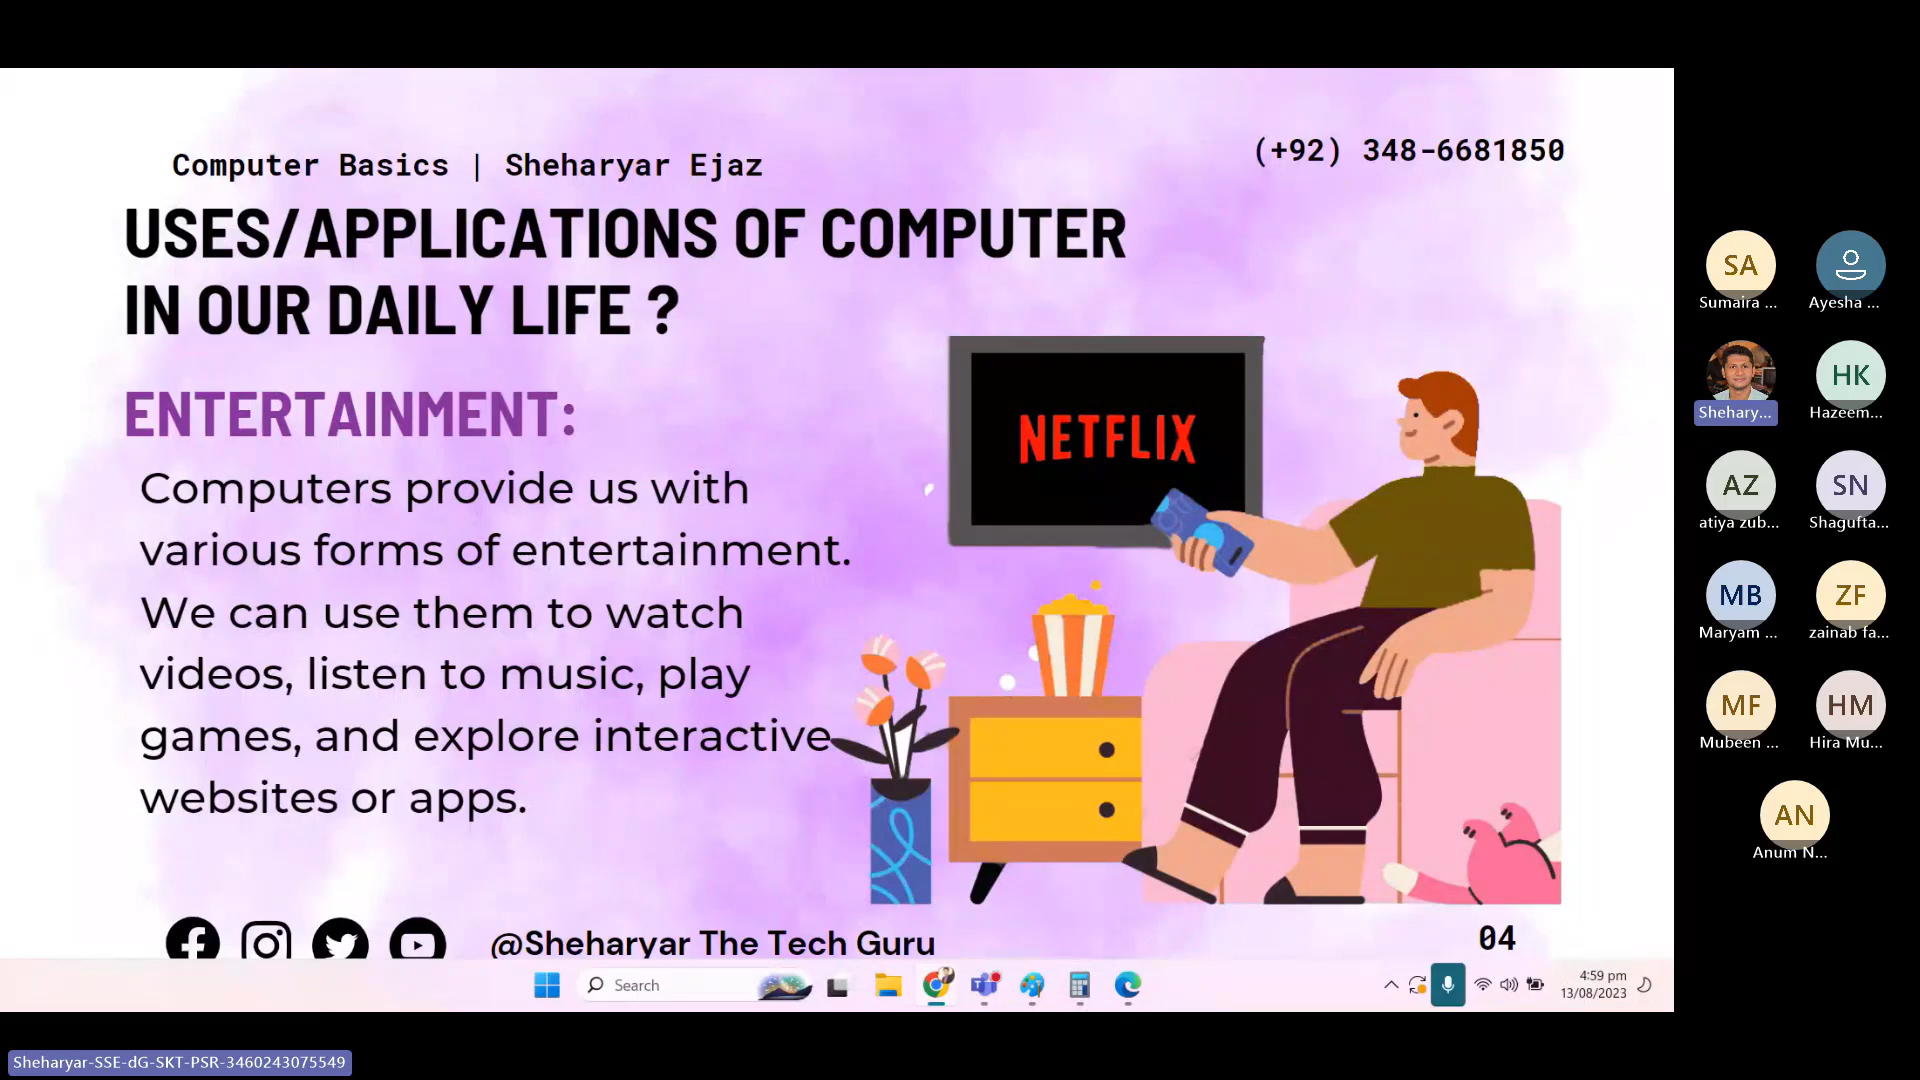 Computer Basics | Sheharyar Ejaz
(+92) 348-6681850
USES/APPLICATIONS OF COMPUTER
IN OUR DAILY LIFE ?
ENTERTAINMENT:
Computers provide us with
various forms of entertainment.
We can use them to watch
videos, listen to music, play
games, and explore interactive
websites or apps.
NETFLIX
@Sheharyar The Tech Guru
04
Search
4:59 pm
13/08/2023
SA
Sumaira ...
Ayesha ...
Shehary...
HK
Hazeem...
AZ
atiya zub...
SN
Shagufta...
MB
Maryam ...
ZF
zainab fa...
MF
Mubeen ...
HM
Hira Mu...
AN
Anum N...
Sheharyar-SSE-dG-SKT-PSR-3460243075549